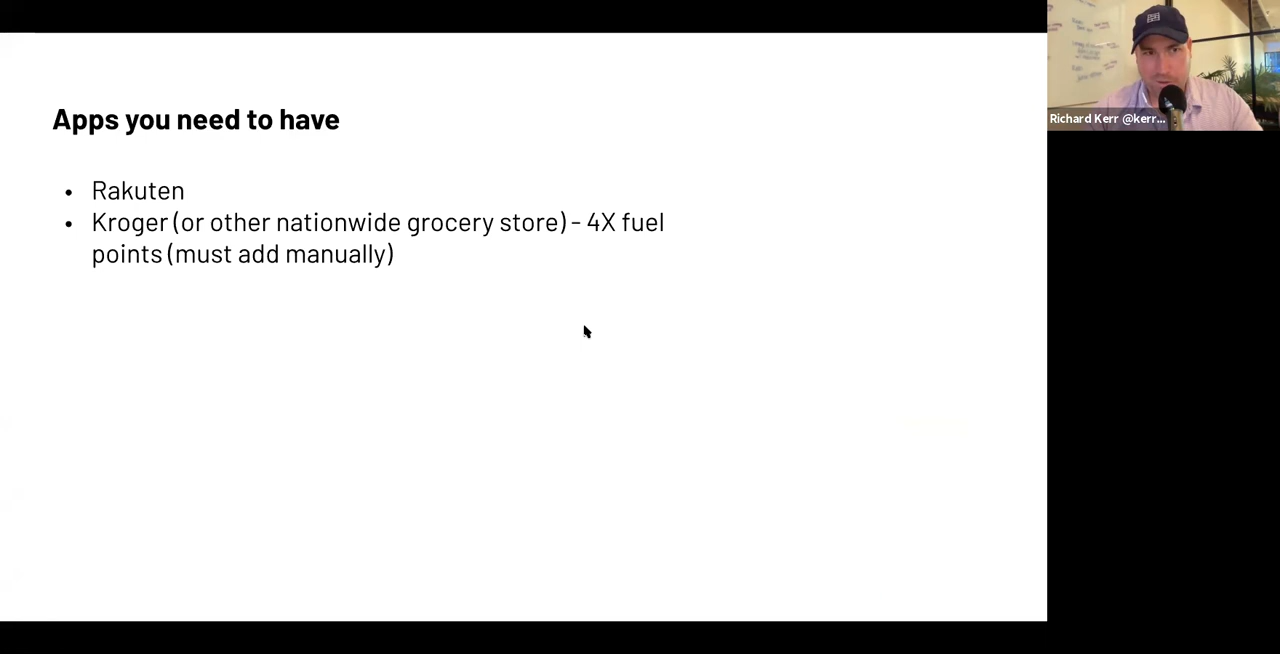 Apps you need to have
• Rakuten
• Kroger (or other nationwide grocery store) - 4X fuel
points (must add manually)
Richard Kerr @kerr...